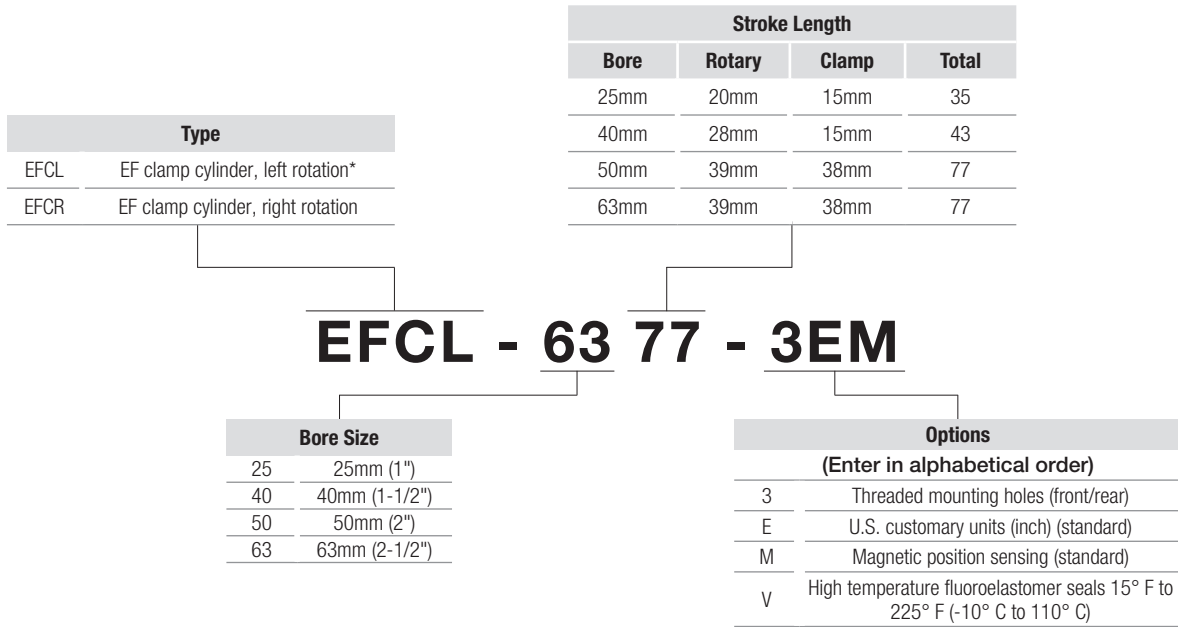 Stroke Length
Bore Rotary Clamp Total
25mm 20mm 15mm 35
40mm 28mm 15mm 43
50mm 39mm 38mm 77
63mm 39mm 38mm 77
Type
EFCL EF clamp cylinder, left rotation*
EFCR EF clamp cylinder, right rotation
EFCL - 63 77 - 3EM
Bore Size
25 25mm (1")
40 40mm (1-1/2")
50 50mm (2")
63 63mm (2-1/2")
Options
(Enter in alphabetical order)
3 Threaded mounting holes (front/rear)
E U.S. customary units (inch) (standard)
M Magnetic position sensing (standard)
V High temperature fluoroelastomer seals 15° F to
225° F (-10° C to 110° C)